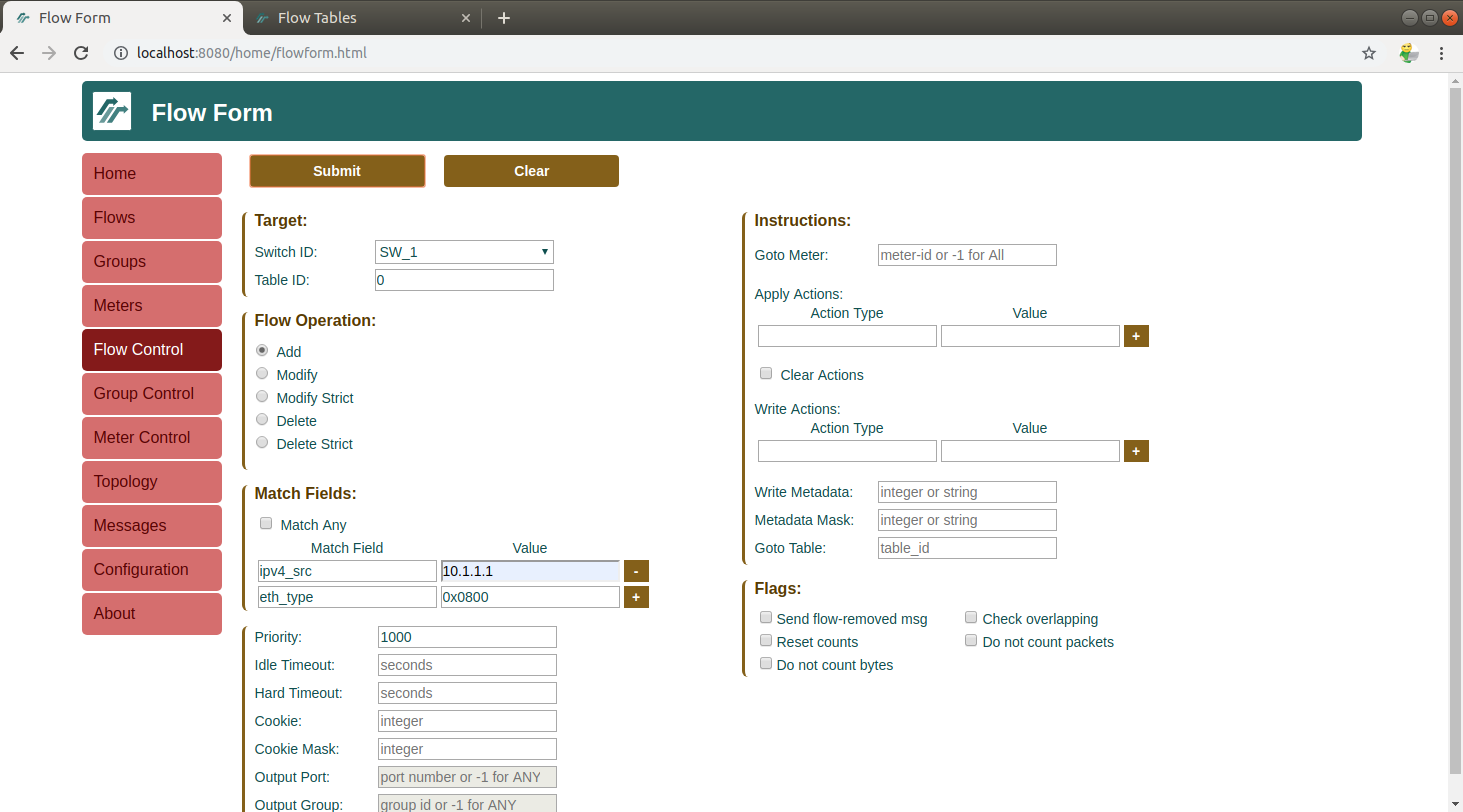 Flow Form
Flow Tables
localhost:8080/home/flowform.html
Flow Form
Home
Flows
Groups
Meters
Flow Control
Group Control
Meter Control
Topology
Messages
Configuration
About
Submit Clear
Target:
Switch ID: SW_1
Table ID: 0
Flow Operation:
Add
Modify
Modify Strict
Delete
Delete Strict
Match Fields:
Match Any
Match Field Value
ipv4_src 10.1.1.1 -
eth_type 0x0800 +
Priority: 1000
Idle Timeout: seconds
Hard Timeout: seconds
Cookie: integer
Cookie Mask: integer
Output Port: port number or -1 for ANY
Output Group: group id or -1 for ANY
Instructions:
Goto Meter: meter-id or -1 for All
Apply Actions:
Action Type Value
+
Clear Actions
Write Actions:
Action Type Value
+
Write Metadata: integer or string
Metadata Mask: integer or string
Goto Table: table_id
Flags:
Send flow-removed msg Check overlapping
Reset counts Do not count packets
Do not count bytes